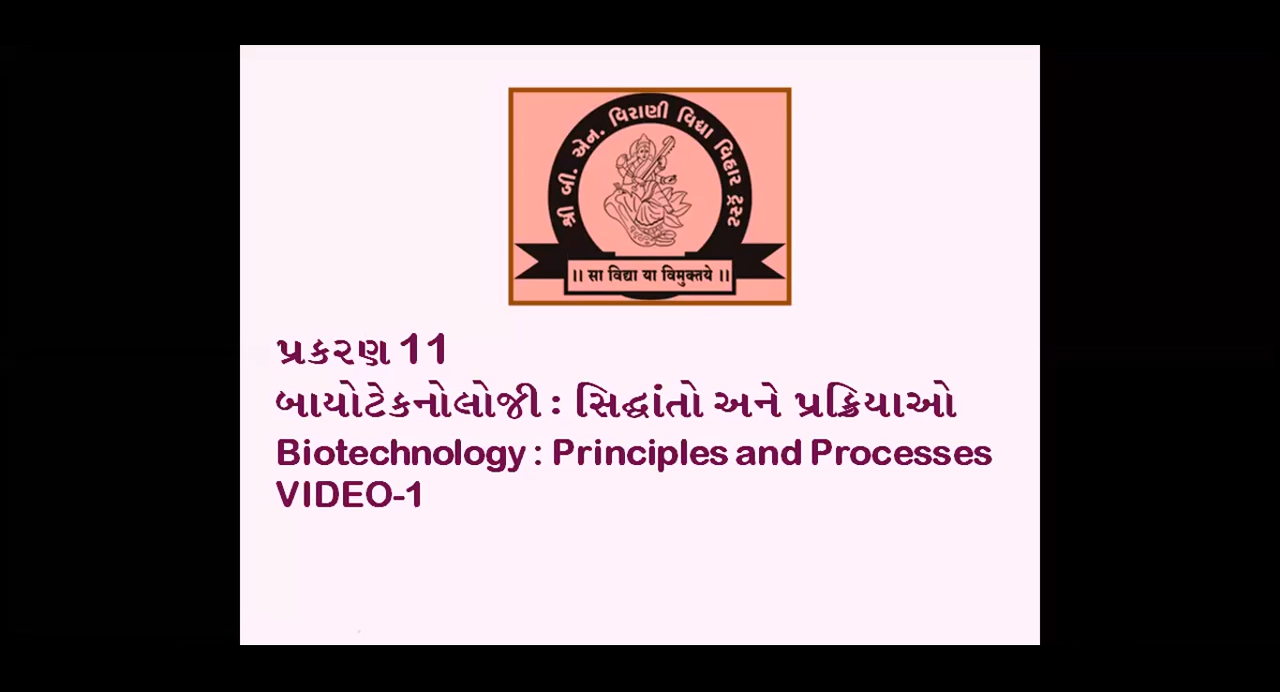 શ્રી બી. એન. વિરાણી વિદ્યા વિહાર ટ્રસ્ટ
।। सा विद्या या विमुक्तये ।।
પ્રકરણ 11
બાયોટેકનોલોજી : સિદ્ધાંતો અને પ્રક્રિયાઓ
Biotechnology : Principles and Processes
VIDEO-1